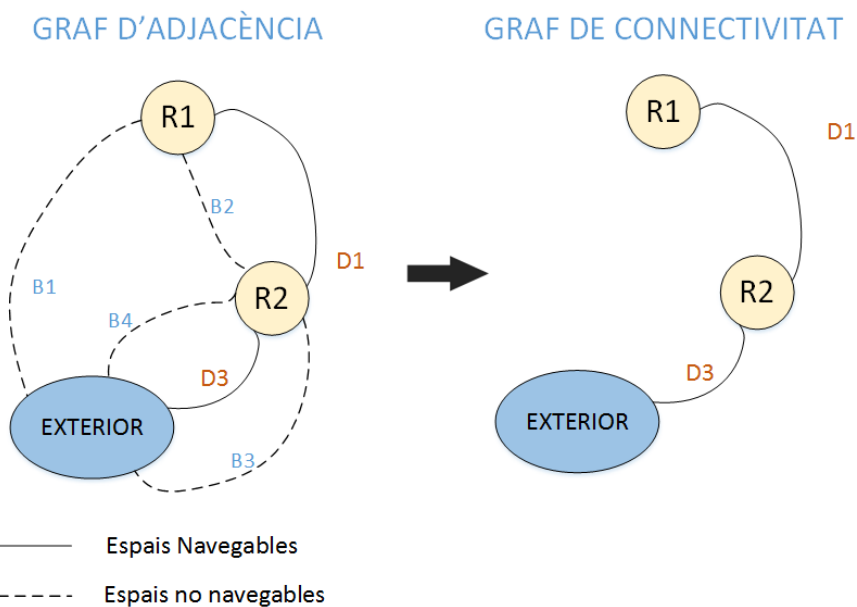 GRAF D'ADJACÈNCIA
GRAF DE CONNECTIVITAT
R1
B2
B1
D1
R2
B4
D3
EXTERIOR
B3
R1
D1
R2
D3
EXTERIOR
Espais Navegables
Espais no navegables